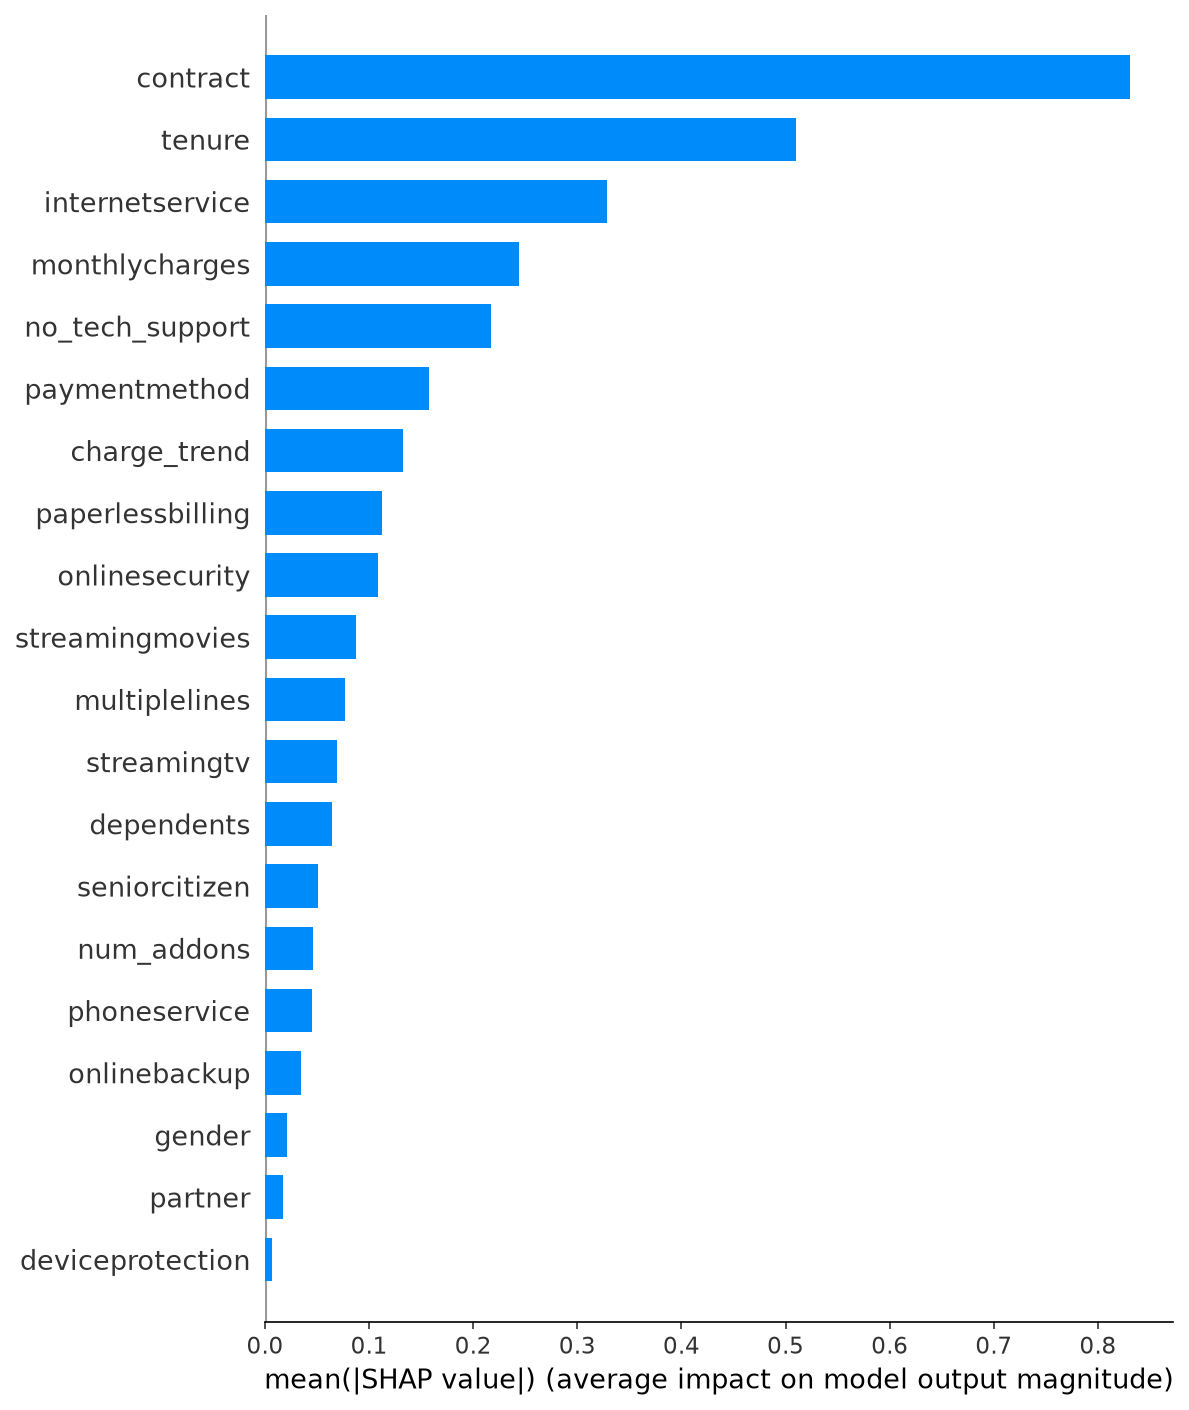 contract
tenure
internetservice
monthlycharges
no_tech_support
paymentmethod
charge_trend
paperlessbilling
onlinesecurity
streamingmovies
multiplelines
streamingtv
dependents
seniorcitizen
num_addons
phoneservice
onlinebackup
gender
partner
deviceprotection
0.0 0.1 0.2 0.3 0.4 0.5 0.6 0.7 0.8
mean(|SHAP value|) (average impact on model output magnitude)